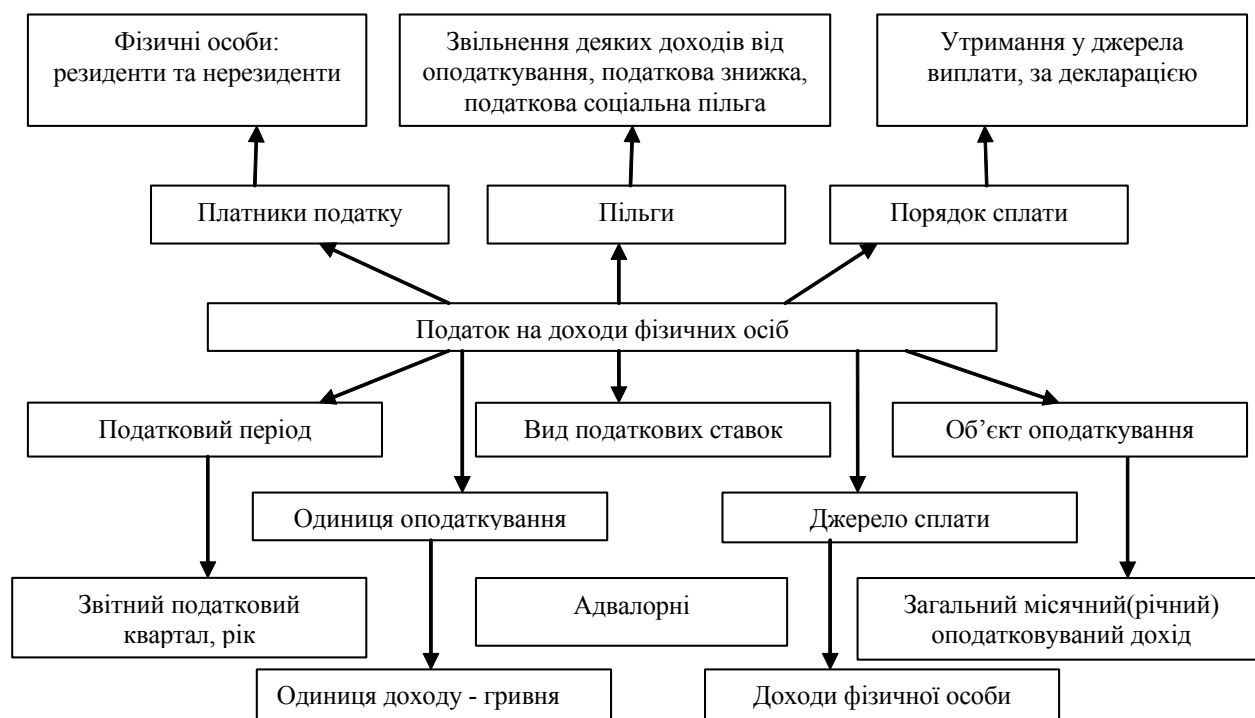 Фізичні особи:
резиденти та нерезиденти
Звільнення деяких доходів від
оподаткування, податкова знижка,
податкова соціальна пільга
Утримання у джерела
виплати, за декларацією
Платники податку
Пільги
Порядок сплати
Податок на доходи фізичних осіб
Податковий період
Вид податкових ставок
Об’єкт оподаткування
Одиниця оподаткування
Джерело сплати
Звітний податковий
квартал, рік
Адвалорні
Загальний місячний(річний)
оподатковуваний дохід
Одиниця доходу - гривня
Доходи фізичної особи